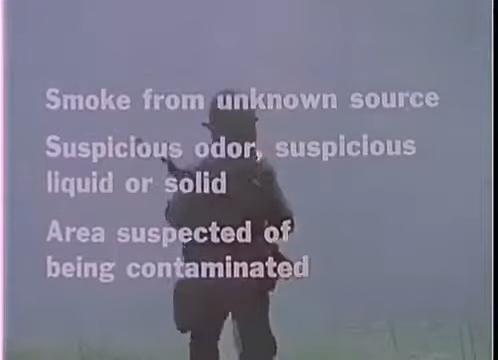 Smoke from unknown source
Suspicious odor, suspicious
liquid or solid
Area suspected of
being contaminated